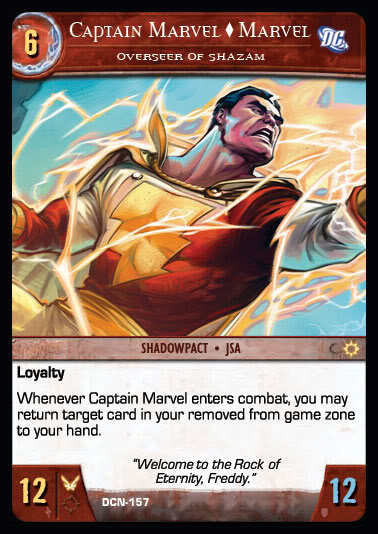 6
CAPTAIN MARVEL ♦ MARVEL
OVERSEER OF SHAZAM
DC
SHADOWPACT • JSA
C
Loyalty
Whenever Captain Marvel enters combat, you may
return target card in your removed from game zone
to your hand.
"Welcome to the Rock of
Eternity, Freddy."
12
DCN-157
12